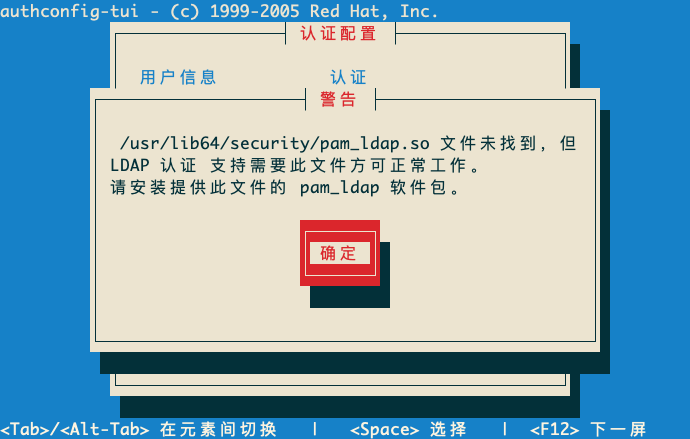 authconfig-tui - (c) 1999-2005 Red Hat, Inc.
认证配置
用户信息 认证
警告
/usr/lib64/security/pam_ldap.so 文件未找到, 但
LDAP 认证 支持需要此文件方可正常工作。
请安装提供此文件的 pam_ldap 软件包。
确定
<Tab>/<Alt-Tab> 在元素间切换 | <Space> 选择 | <F12> 下一屏